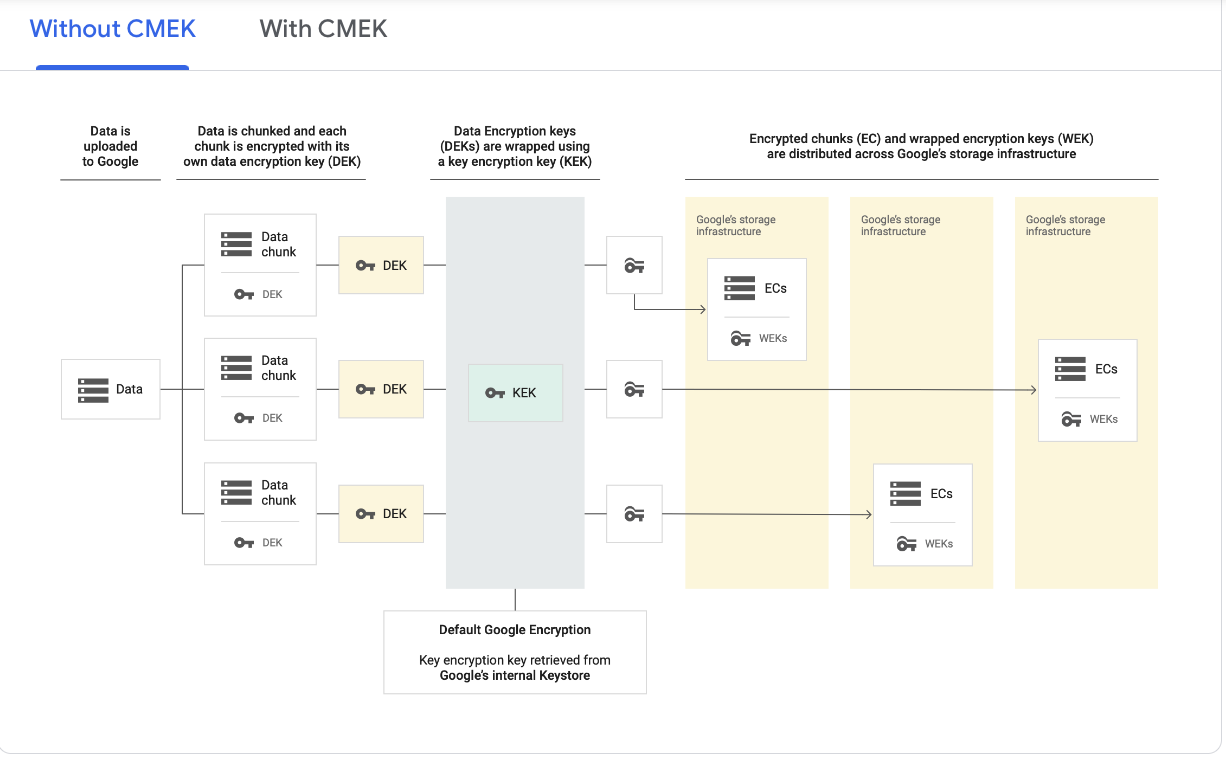 Without CMEK
With CMEK
Data is
uploaded
to Google
Data is chunked and each
chunk is encrypted with its
own data encryption key (DEK)
Data Encryption keys
(DEKs) are wrapped using
a key encryption key (KEK)
Encrypted chunks (EC) and wrapped encryption keys (WEK)
are distributed across Google's storage infrastructure
Data
Data
chunk
DEK
Data
chunk
DEK
Data
chunk
DEK
DEK
DEK
DEK
KEK
Google's storage
infrastructure
ECs
WEKs
Google's storage
infrastructure
ECs
WEKs
Google's storage
infrastructure
ECs
WEKs
Default Google Encryption
Key encryption key retrieved from
Google's internal Keystore